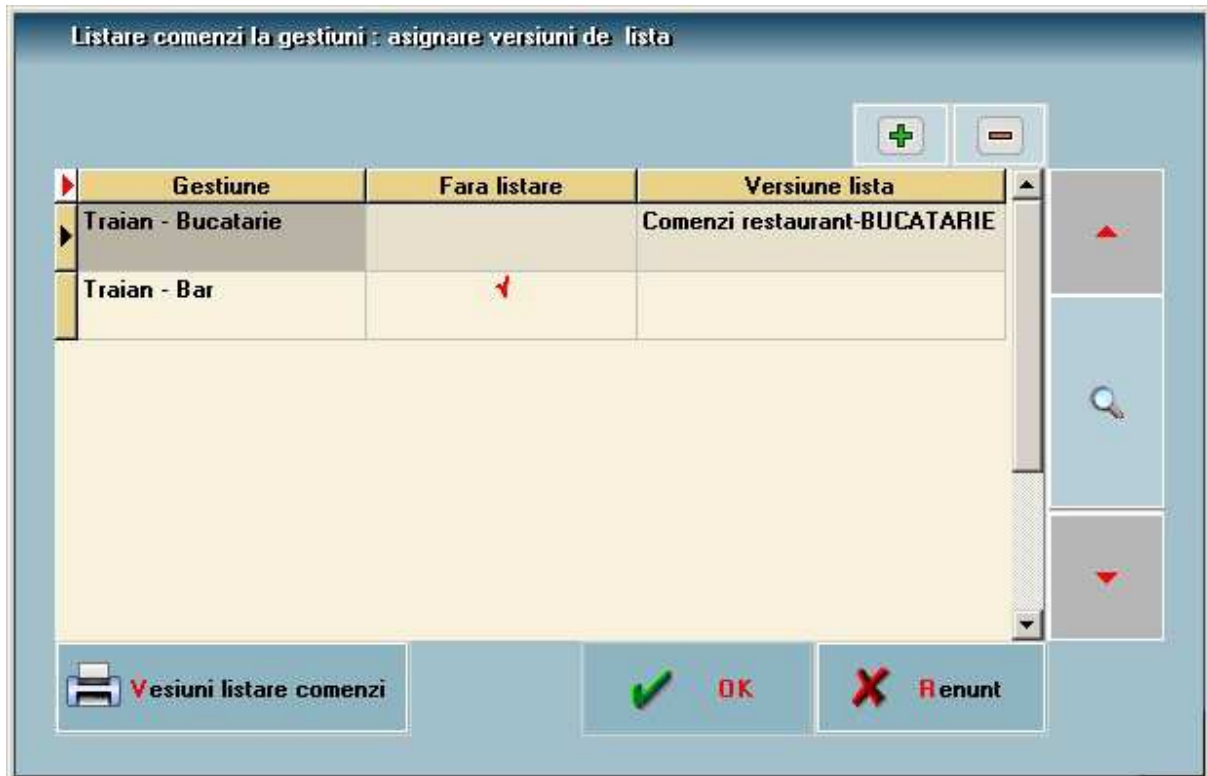 Listare comenzi la gestiuni : asignare versiuni de lista
Gestiune Fara listare Versiune lista
Traian - Bucatarie Comenzi restaurant-BUCATARIE
Traian - Bar
Vesiuni listare comenzi OK Renunt